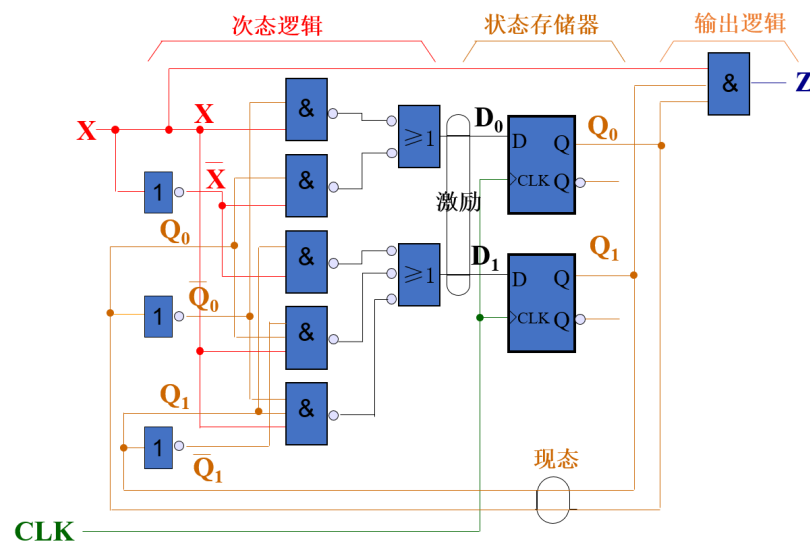 次态逻辑 状态存储器 输出逻辑
& Z
X X & ≥1 D₀ D Q Q₀
CLK Q
1 X̅ & 激励
Q₀
& ≥1 D₁ D Q Q₁
Q̅₀
1 & CLK Q
Q₁ &
1
Q̅₁ 现态
CLK